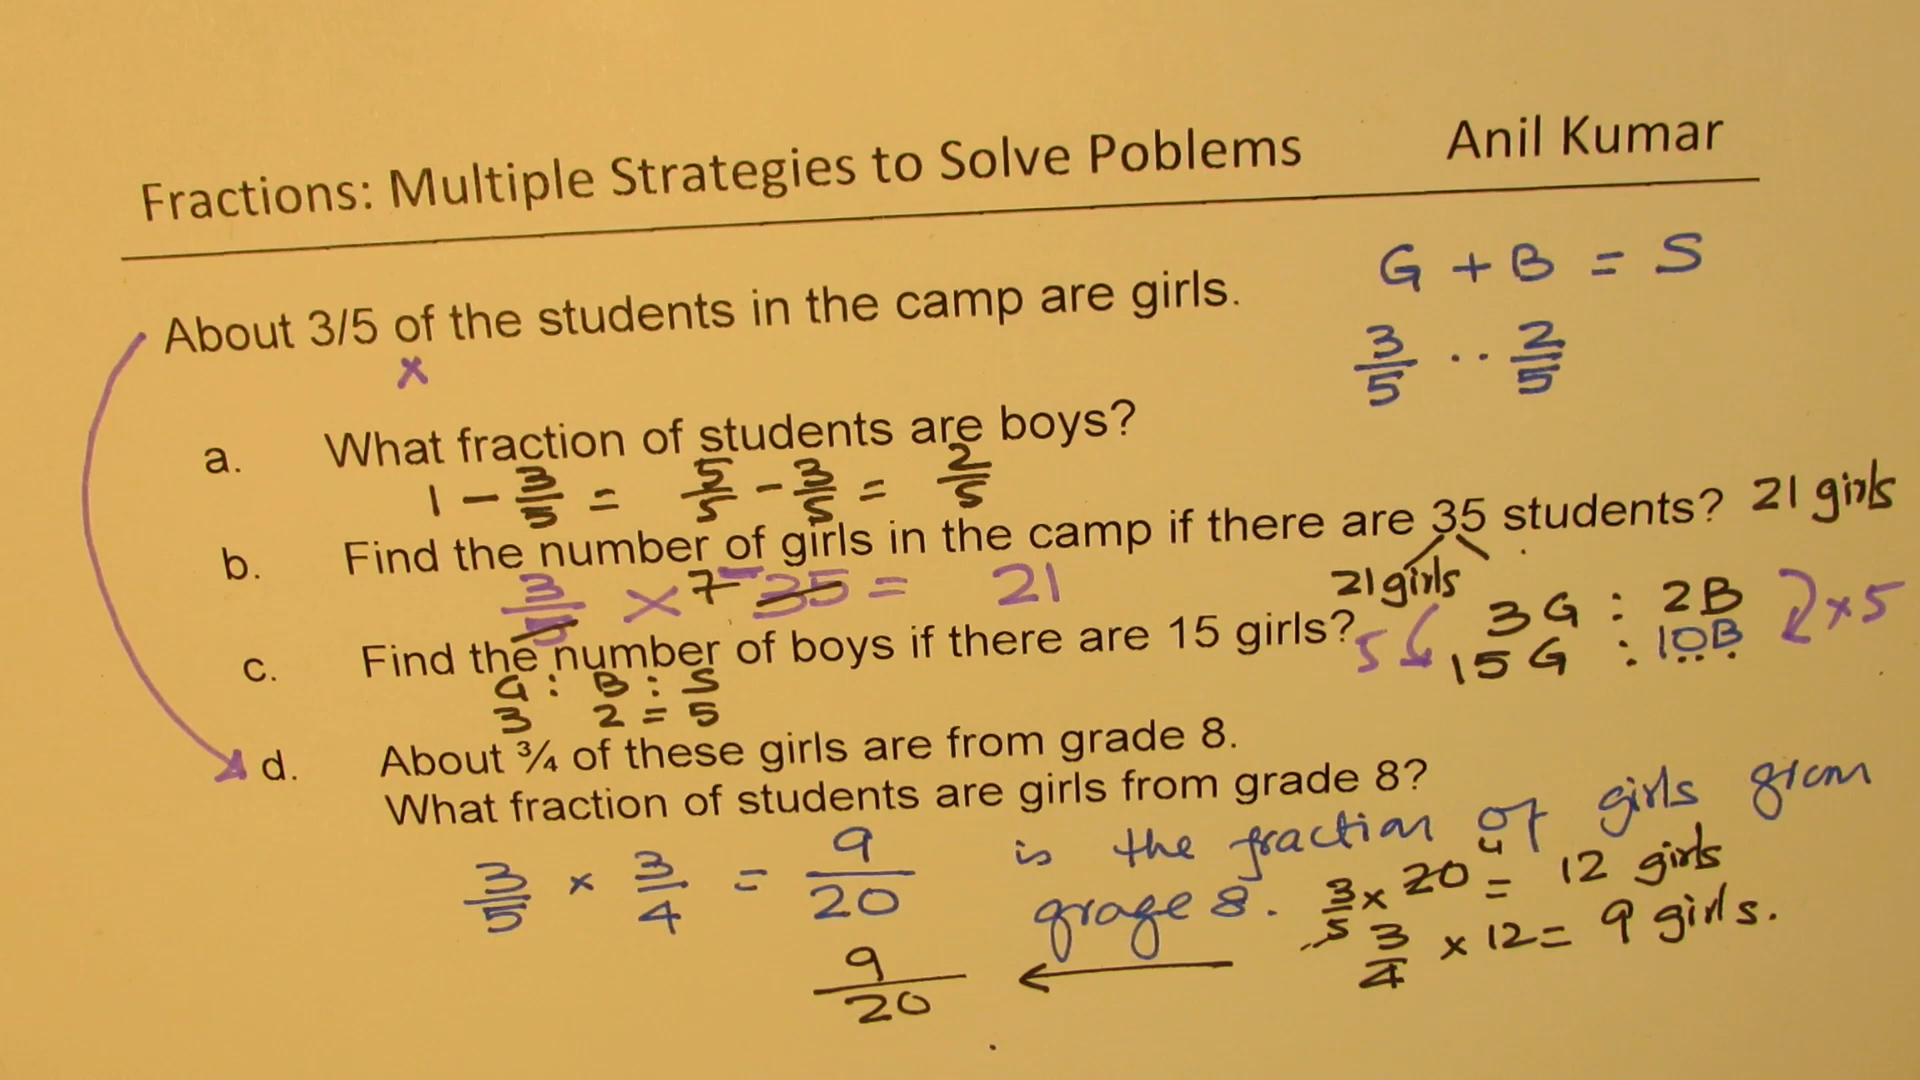 Fractions: Multiple Strategies to Solve Poblems Anil Kumar
G + B = S
About 3/5 of the students in the camp are girls.
x
3/5 .. 2/5
a. What fraction of students are boys?
1 - 3/5 = 5/5 - 3/5 = 2/5
b. Find the number of girls in the camp if there are 35 students? 21 girls
3/5 x 7 35 = 21
21 girls
3G : 2B
c. Find the number of boys if there are 15 girls?
5 15G : 10B x5
G : B : S
3 2 = 5
d. About ¾ of these girls are from grade 8.
What fraction of students are girls from grade 8?
3/5 x 3/4 = 9/20 is the fraction of girls from
grage 8.
3/5 x 20 4 = 12 girls
3/4 x 12 = 9 girls.
9/20